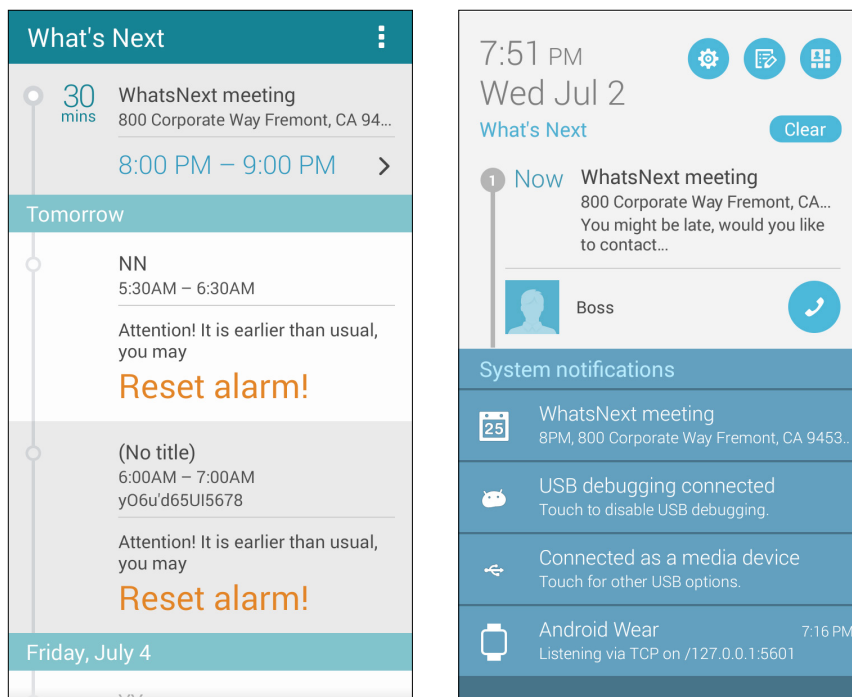 What's Next
30
mins
WhatsNext meeting
800 Corporate Way Fremont, CA 94...
8:00 PM – 9:00 PM
Tomorrow
NN
5:30AM – 6:30AM
Attention! It is earlier than usual,
you may
Reset alarm!
(No title)
6:00AM – 7:00AM
yO6u'd65UI5678
Attention! It is earlier than usual,
you may
Reset alarm!
Friday, July 4
7:51 PM
Wed Jul 2
What's Next
Clear
1
Now
WhatsNext meeting
800 Corporate Way Fremont, CA...
You might be late, would you like
to contact...
Boss
System notifications
25
WhatsNext meeting
8PM, 800 Corporate Way Fremont, CA 9453..
USB debugging connected
Touch to disable USB debugging.
Connected as a media device
Touch for other USB options.
Android Wear
7:16 PM
Listening via TCP on /127.0.0.1:5601